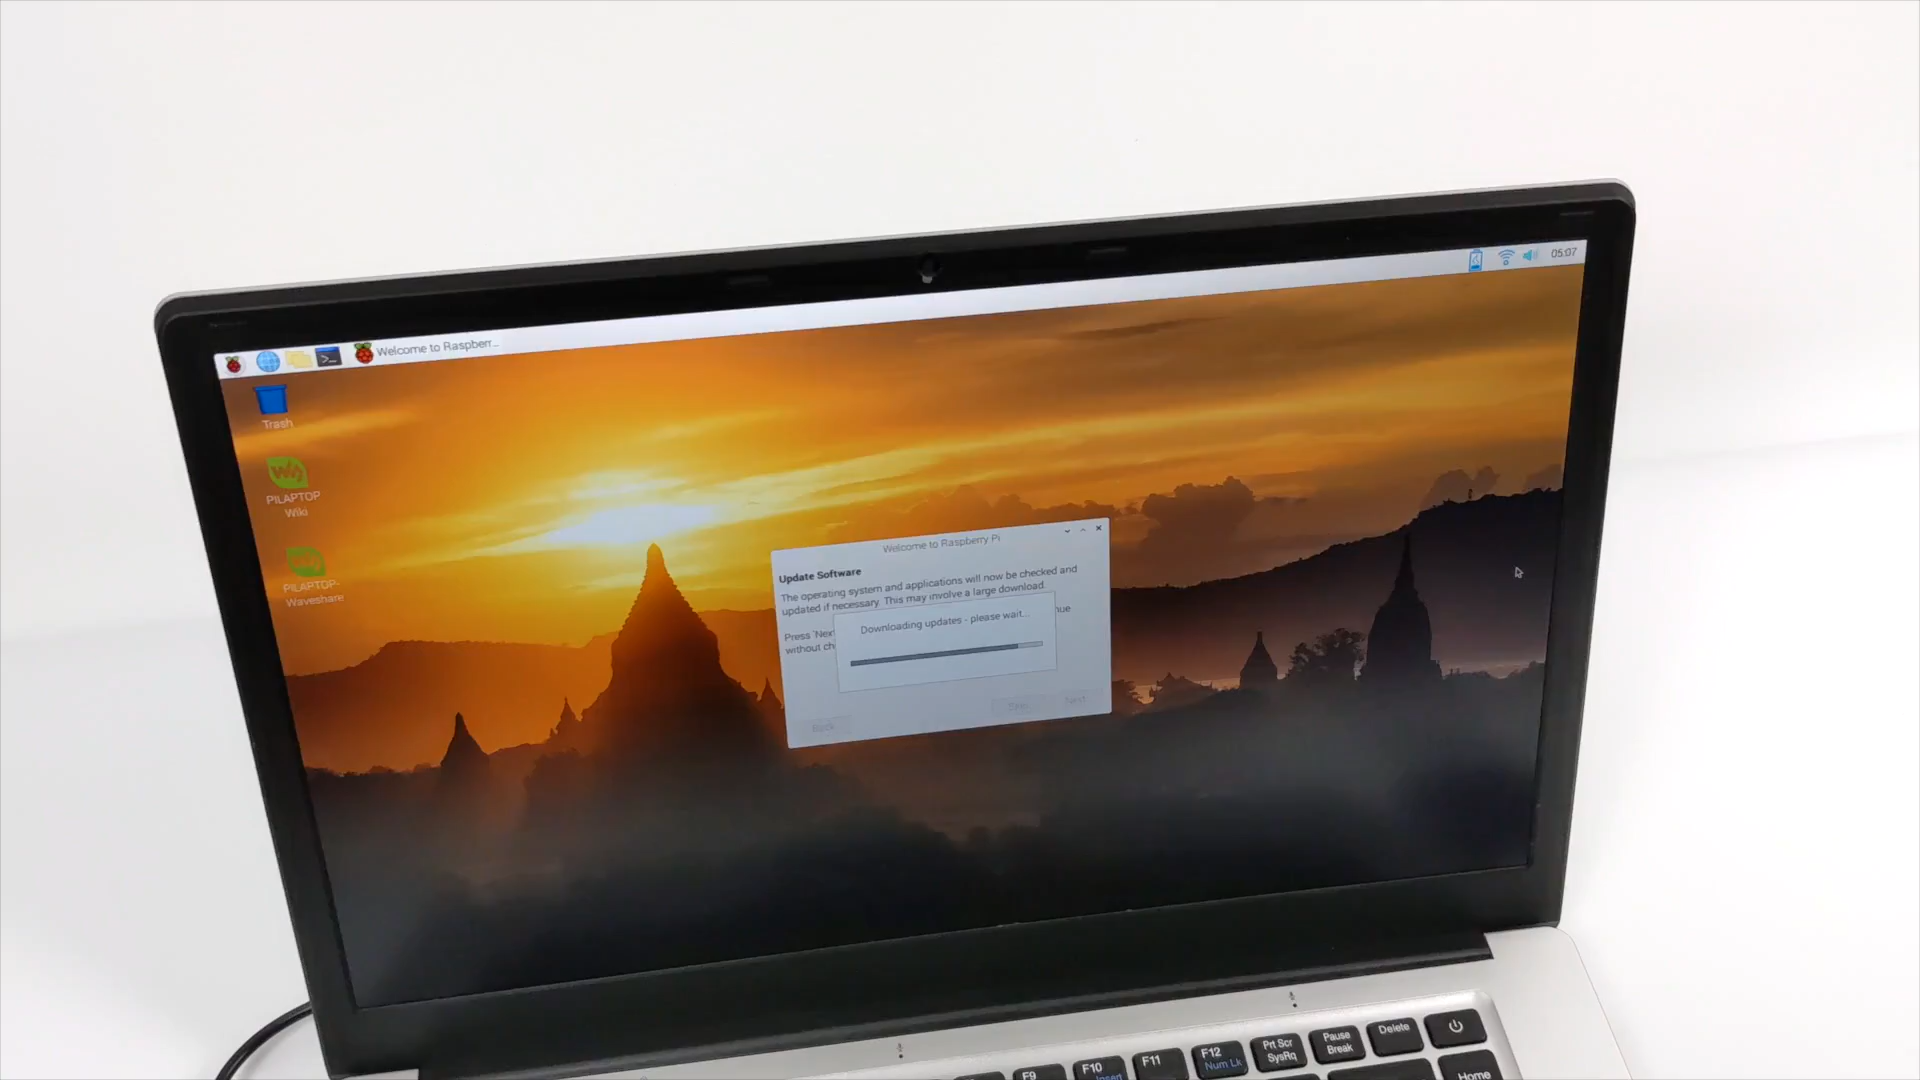 Welcome to Raspberr...
05:07
Trash
PILAPTOP
Wiki
PILAPTOP-
Waveshare
Welcome to Raspberry Pi
Update Software
The operating system and applications will now be checked and
updated if necessary. This may involve a large download.
Press 'Nex
nue
without ch
Downloading updates - please wait...
Back
Skip
Next
F9
F10
Insert
F11
F12
Num Lk
Prt Scr
SysRq
Pause
Break
Delete
Home